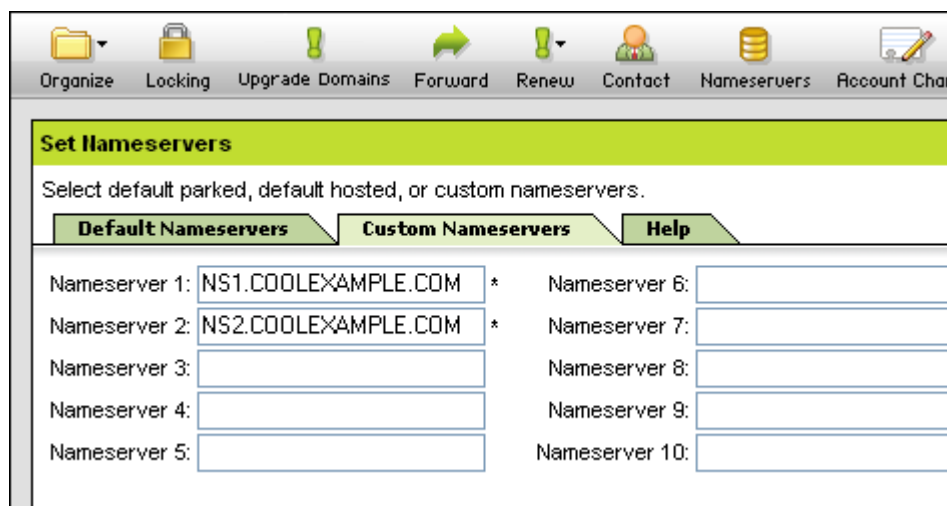 Organize Locking Upgrade Domains Forward Renew Contact Nameservers Account Char
Set Nameservers
Select default parked, default hosted, or custom nameservers.
Default Nameservers Custom Nameservers Help
Nameserver 1: NS1.COOLEXAMPLE.COM * Nameserver 6:
Nameserver 2: NS2.COOLEXAMPLE.COM * Nameserver 7:
Nameserver 3: Nameserver 8:
Nameserver 4: Nameserver 9:
Nameserver 5: Nameserver 10: